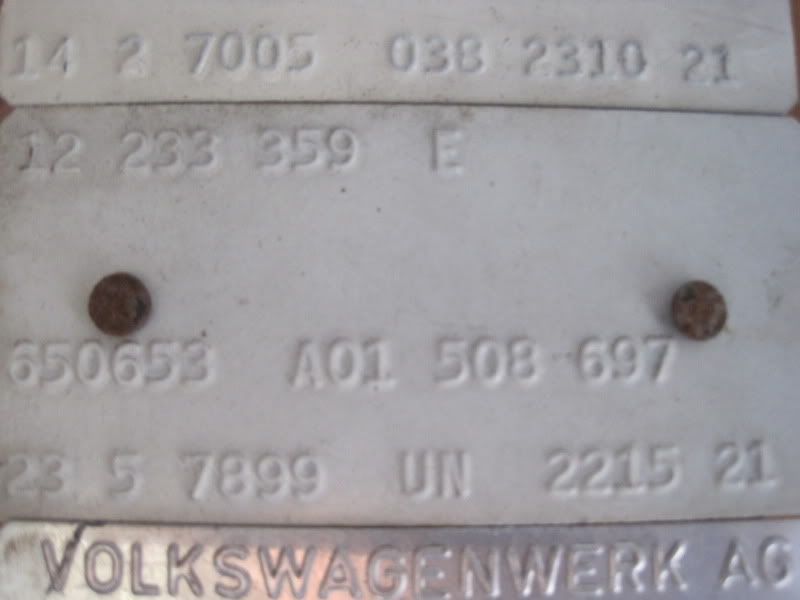 14 2 7005 038 2310 21
12 233 359 E
650653 A01 508 697
23 5 7899 UN 2215 21
VOLKSWAGENWERK AG